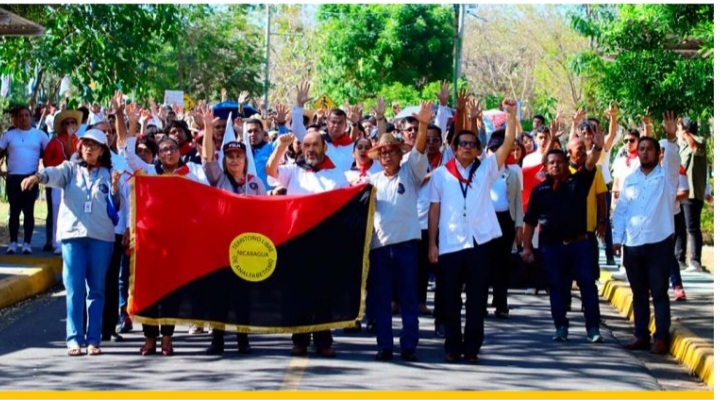 TERRITORIO LIBRE
NICARAGUA
DE ANALFABETISMO